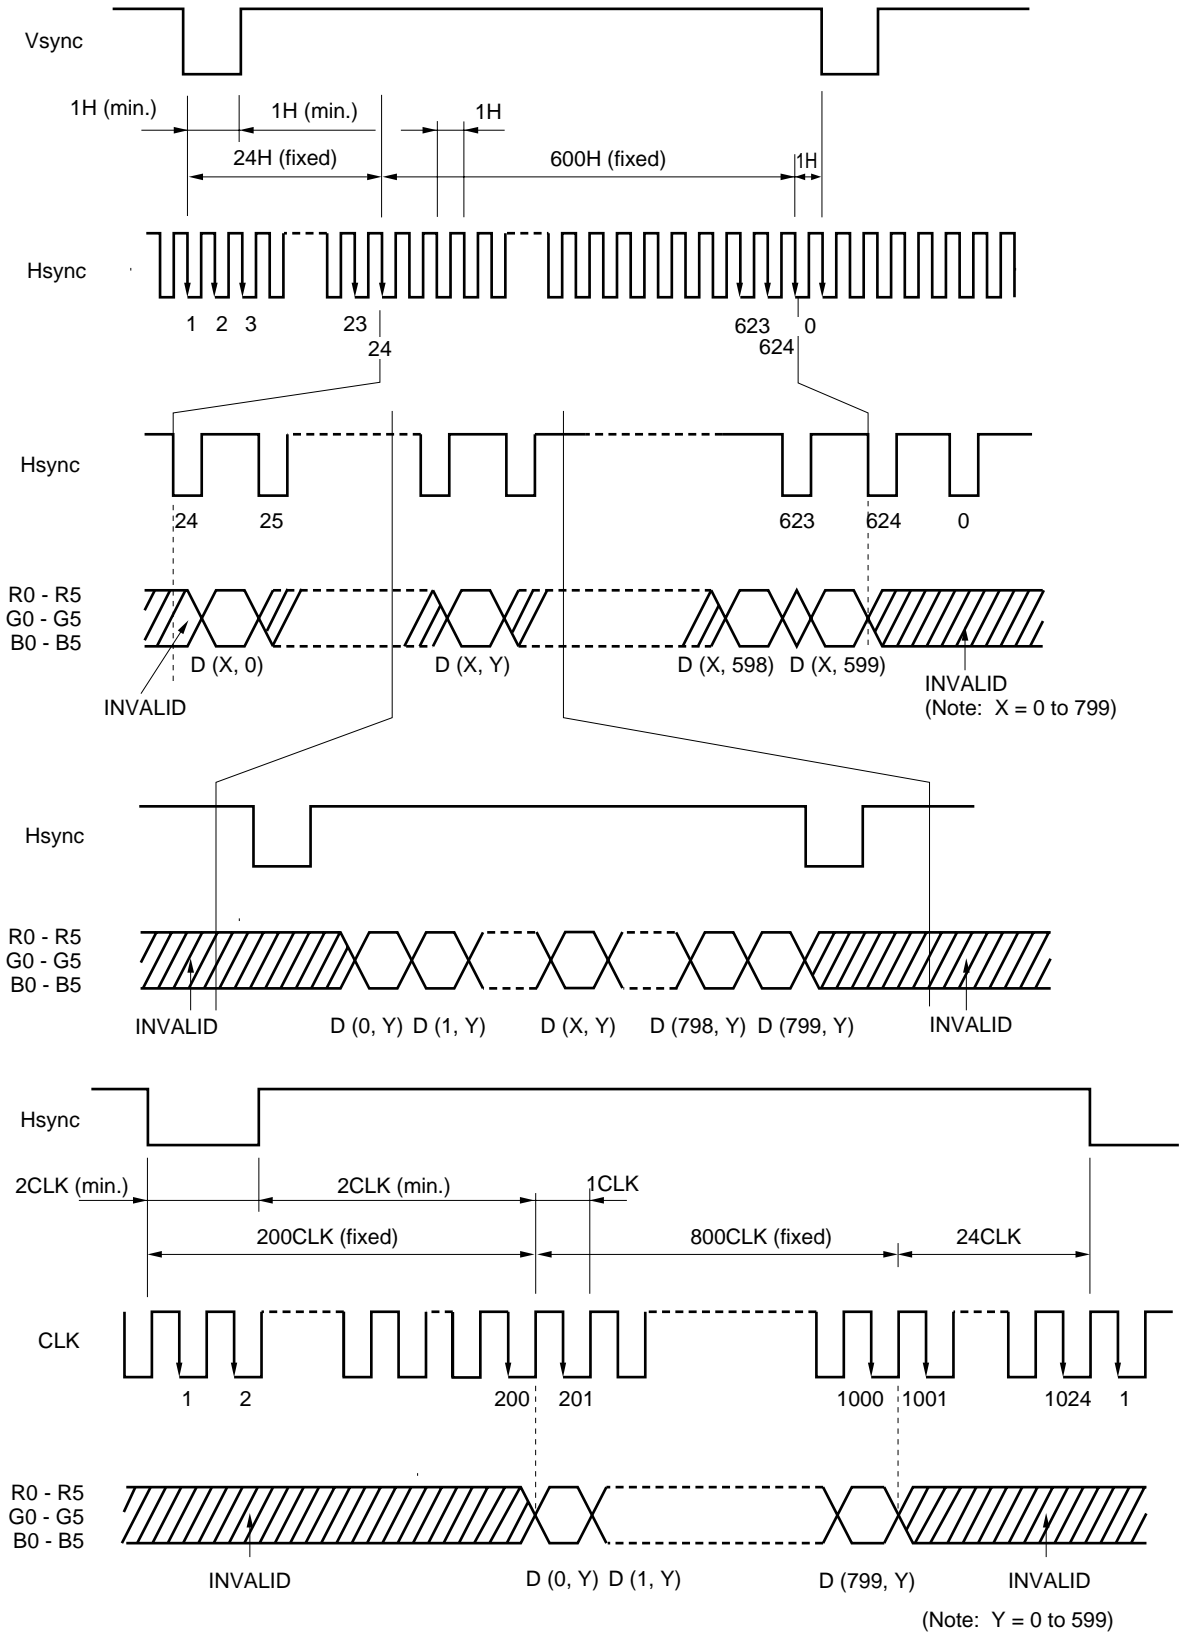 Vsync
1H (min.) 1H (min.) 1H
24H (fixed) 600H (fixed) 1H
Hsync
1 2 3 23 623 0
24 624
Hsync
24 25 623 624 0
R0 - R5
G0 - G5
B0 - B5
D (X, 0) D (X, Y) D (X, 598) D (X, 599)
INVALID INVALID
(Note: X = 0 to 799)
Hsync
R0 - R5
G0 - G5
B0 - B5
INVALID D (0, Y) D (1, Y) D (X, Y) D (798, Y) D (799, Y) INVALID
Hsync
2CLK (min.) 2CLK (min.) 1CLK
200CLK (fixed) 800CLK (fixed) 24CLK
CLK
1 2 200 201 1000 1001 1024 1
R0 - R5
G0 - G5
B0 - B5
INVALID D (0, Y) D (1, Y) D (799, Y) INVALID
(Note: Y = 0 to 599)